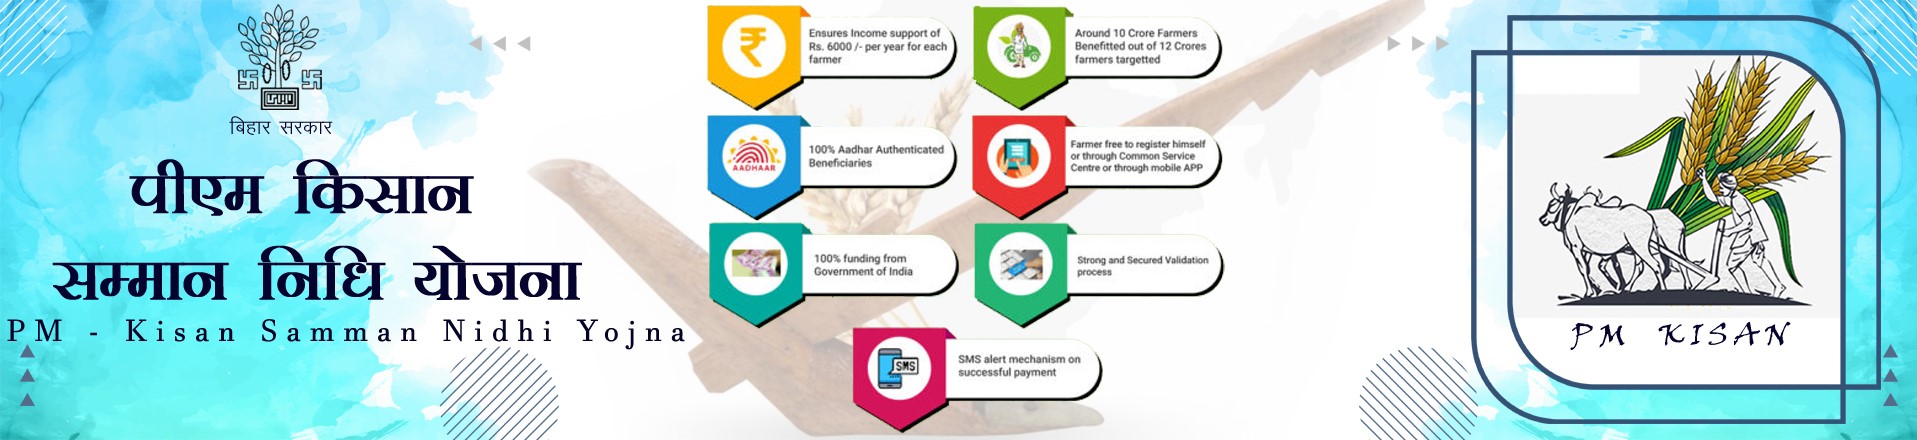 बिहार सरकार
पीएम किसान
सम्मान निधि योजना
PM - Kisan Samman Nidhi Yojna
Ensures Income support of
Rs. 6000 /- per year for each
farmer
Around 10 Crore Farmers
Benefitted out of 12 Crores
farmers targetted
AADHAAR
100% Aadhar Authenticated
Beneficiaries
Farmer free to register himself
or through Common Service
Centre or through mobile APP
100% funding from
Government of India
Strong and Secured Validation
process
SMS
SMS alert mechanism on
successful payment
PM KISAN